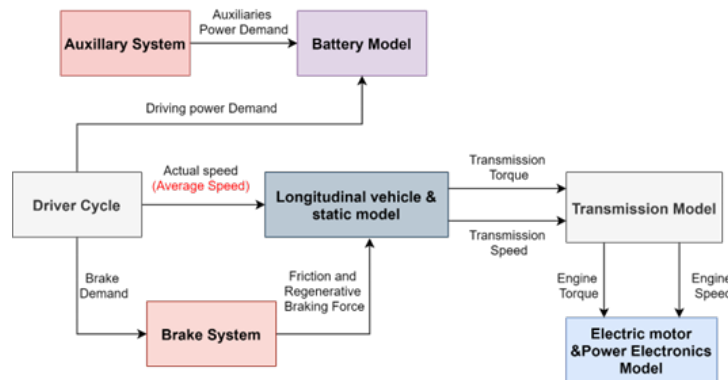 Auxiliaries
Power Demand
Auxillary System
Battery Model
Driving power Demand
Actual speed
(Average Speed)
Driver Cycle
Longitudinal vehicle &
static model
Transmission
Torque
Transmission Model
Transmission
Speed
Brake
Demand
Friction and
Regenerative
Braking Force
Engine
Torque
Engine
Speed
Brake System
Electric motor
&Power Electronics
Model